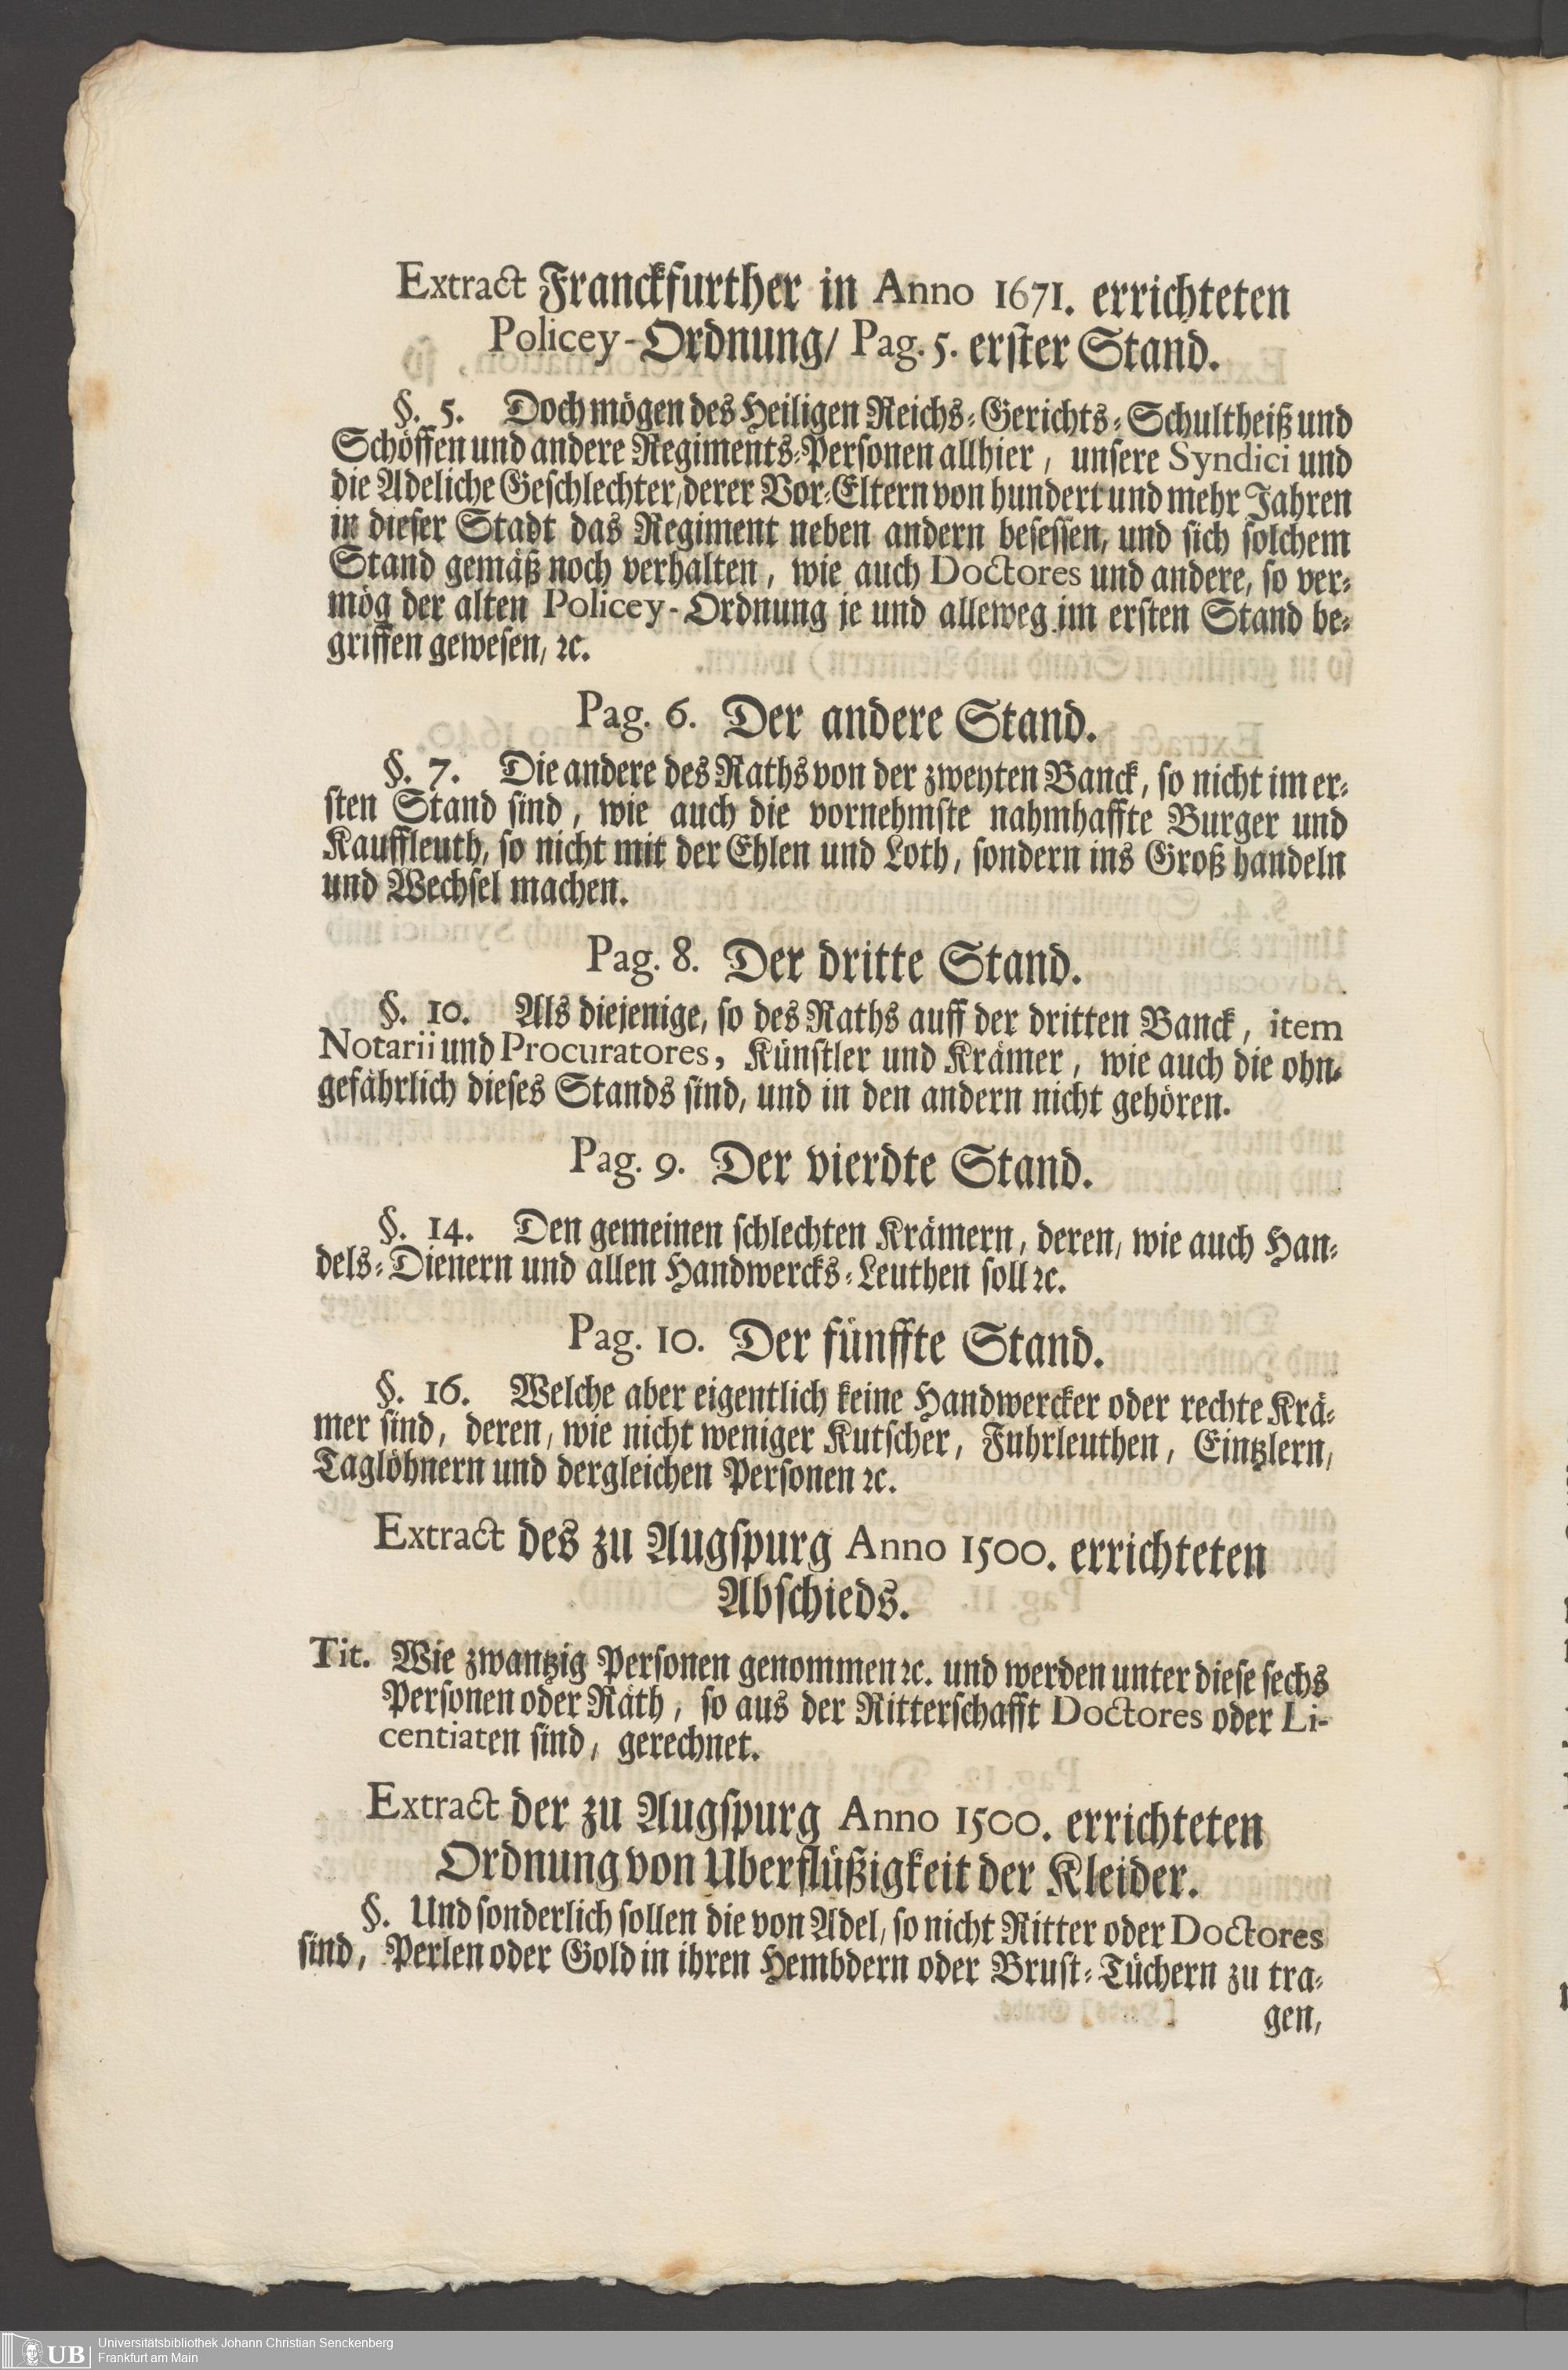 Extract Franckfurther in Anno 1671. errichteten
Policey-Ordnung/ Pag. 5. erster Stand.
§. 5. Doch mögen des Heiligen Reichs-Gerichts-Schultheiß und
Schöffen und andere Regiments-Personen allhier, unsere Syndici und
die Adeliche Geschlechter, derer Vor-Eltern von hundert und mehr Jahren
in dieser Stadt das Regiment neben andern besessen, und sich solchem
Stand gemäß noch verhalten, wie auch Doctores und andere, so ver-
mög der alten Policey-Ordnung je und alleweg im ersten Stand be-
griffen gewesen, ꝛc.
Pag. 6. Der andere Stand.
§. 7. Die andere des Raths von der zweyten Banck, so nicht im er-
sten Stand sind, wie auch die vornehmste nahmhaffte Burger und
Kauffleuth, so nicht mit der Ehlen und Loth, sondern ins Groß handeln
und Wechsel machen.
Pag. 8. Der dritte Stand.
§. 10. Als diejenige, so des Raths auff der dritten Banck, item
Notarii und Procuratores, Künstler und Krämer, wie auch die ohn-
gefährlich dieses Stands sind, und in den andern nicht gehören.
Pag. 9. Der vierdte Stand.
§. 14. Den gemeinen schlechten Krämern, deren, wie auch Han-
dels-Dienern und allen Handwercks-Leuthen soll ꝛc.
Pag. 10. Der fünffte Stand.
§. 16. Welche aber eigentlich keine Handwercker oder rechte Krä-
mer sind, deren, wie nicht weniger Kutscher, Fuhrleuthen, Eintzlern,
Taglöhnern und dergleichen Personen ꝛc.
Extract des zu Augspurg Anno 1500. errichteten
Abschieds.
Tit. Wie zwantzig Personen genommen ꝛc. und werden unter diese sechs
Personen oder Räth, so aus der Ritterschafft Doctores oder Li-
centiaten sind, gerechnet.
Extract der zu Augspurg Anno 1500. errichteten
Ordnung von Uberflüßigkeit der Kleider.
§. Und sonderlich sollen die von Adel, so nicht Ritter oder Doctores
sind, Perlen oder Gold in ihren Hembdern oder Brust-Tüchern zu tra-
gen,
UB Universitätsbibliothek Johann Christian Senckenberg
Frankfurt am Main